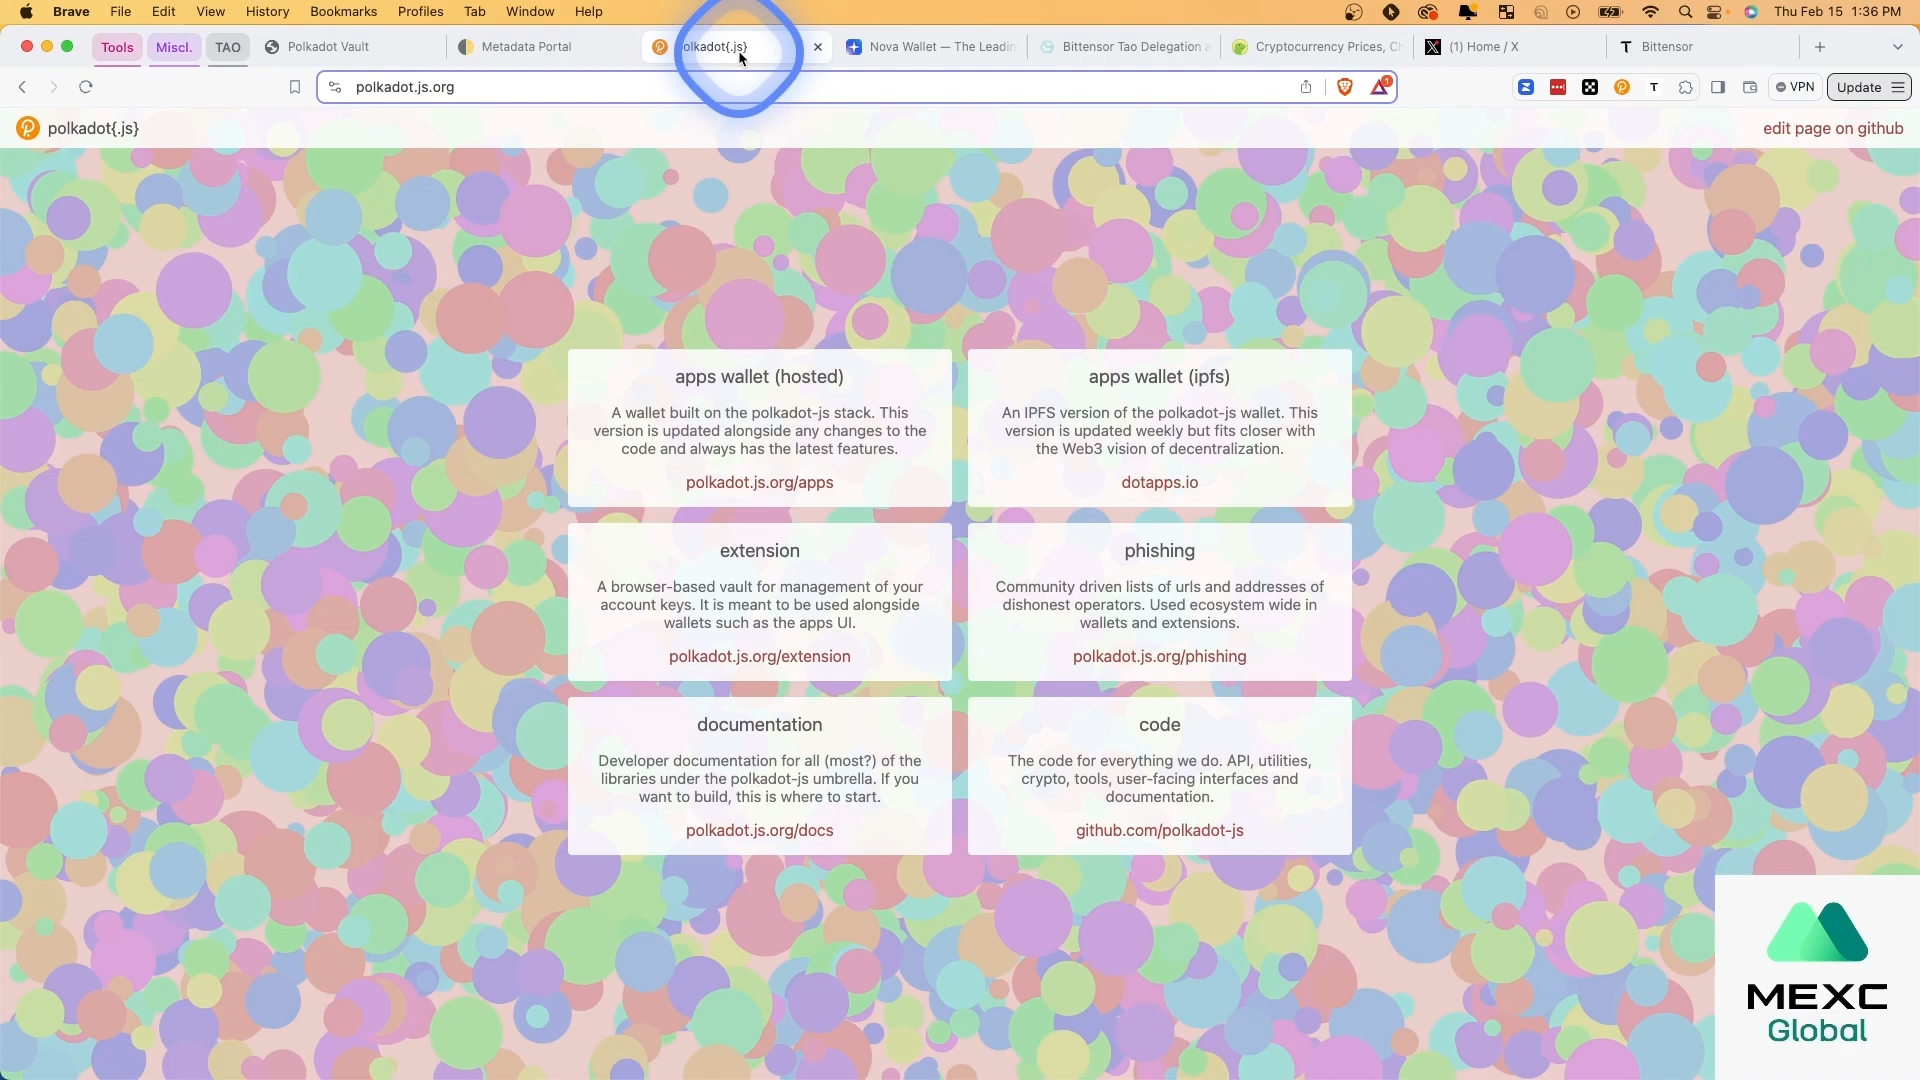 Brave File Edit View History Bookmarks Profiles Tab Window Help Thu Feb 15 1:36 PM
Tools Misc. TAO Polkadot Vault Metadata Portal polkadot{.js} Nova Wallet — The Leadin Bittensor Tao Delegation a Cryptocurrency Prices, Ch (1) Home / X Bittensor
polkadot.js.org 1 VPN Update
polkadot{.js} edit page on github
apps wallet (hosted)
A wallet built on the polkadot-js stack. This
version is updated alongside any changes to the
code and always has the latest features.
polkadot.js.org/apps
apps wallet (ipfs)
An IPFS version of the polkadot-js wallet. This
version is updated weekly but fits closer with
the Web3 vision of decentralization.
dotapps.io
extension
A browser-based vault for management of your
account keys. It is meant to be used alongside
wallets such as the apps UI.
polkadot.js.org/extension
phishing
Community driven lists of urls and addresses of
dishonest operators. Used ecosystem wide in
wallets and extensions.
polkadot.js.org/phishing
documentation
Developer documentation for all (most?) of the
libraries under the polkadot-js umbrella. If you
want to build, this is where to start.
polkadot.js.org/docs
code
The code for everything we do. API, utilities,
crypto, tools, user-facing interfaces and
documentation.
github.com/polkadot-js
MEXC
Global